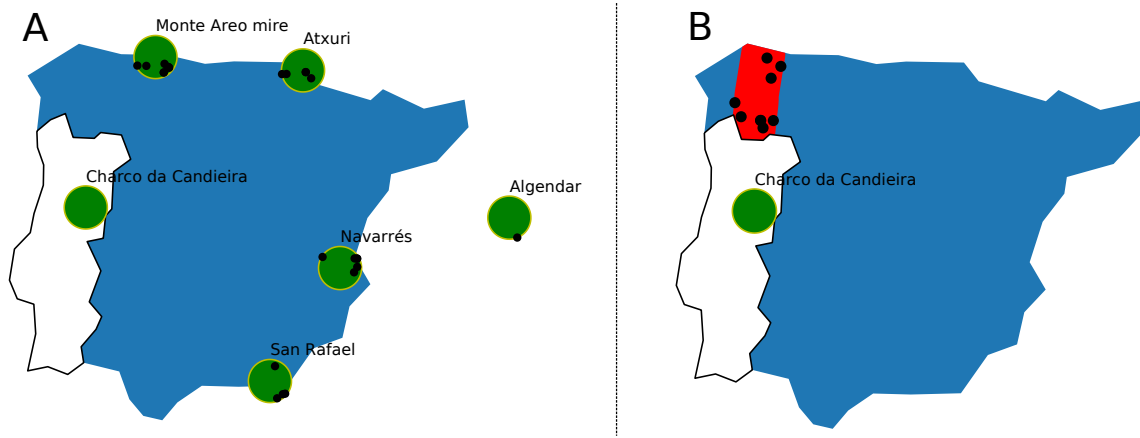 A
Monte Areo mire
Atxuri
Charco da Candieira
Algendar
Navarrés
San Rafael
B
Charco da Candieira